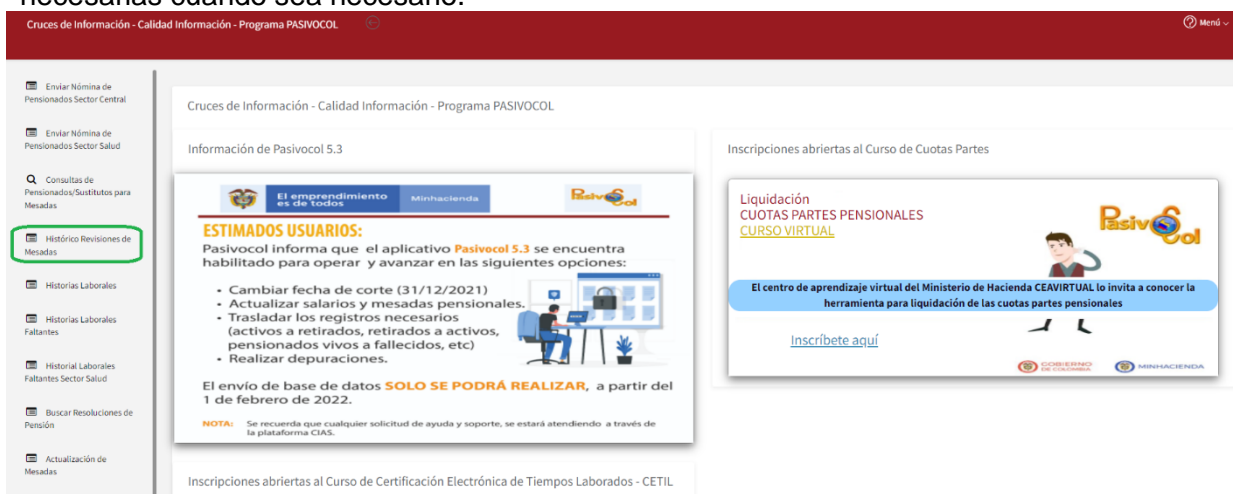 necesarias cuando sea necesario.
Cruces de Información - Calidad Información - Programa PASIVOCOL
Menú
Enviar Nómina de
Pensionados Sector Central
Enviar Nómina de
Pensionados Sector Salud
Consultas de
Pensionados/Sustitutos para
Mesadas
Histórico Revisiones de
Mesadas
Historias Laborales
Historias Laborales
Faltantes
Historial Laborales
Faltantes Sector Salud
Buscar Resoluciones de
Pensión
Actualización de
Mesadas
Cruces de Información - Calidad Información - Programa PASIVOCOL
Información de Pasivocol 5.3
El emprendimiento
es de todos
Minhacienda
PasivoCol
ESTIMADOS USUARIOS:
Pasivocol informa que el aplicativo Pasivocol 5.3 se encuentra
habilitado para operar y avanzar en las siguientes opciones:
• Cambiar fecha de corte (31/12/2021)
• Actualizar salarios y mesadas pensionales.
• Trasladar los registros necesarios
(activos a retirados, retirados a activos,
pensionados vivos a fallecidos, etc)
• Realizar depuraciones.
El envío de base de datos SOLO SE PODRÁ REALIZAR, a partir del
1 de febrero de 2022.
NOTA: Se recuerda que cualquier solicitud de ayuda y soporte, se estará atendiendo a través de
la plataforma CIAS.
Inscripciones abiertas al Curso de Certificación Electrónica de Tiempos Laborados - CETIL
Inscripciones abiertas al Curso de Cuotas Partes
Liquidación
CUOTAS PARTES PENSIONALES
CURSO VIRTUAL
PasivoCol
El centro de aprendizaje virtual del Ministerio de Hacienda CEAVIRTUAL lo invita a conocer la
herramienta para liquidación de las cuotas partes pensionales
Inscríbete aquí
GOBIERNO
DE COLOMBIA
MINHACIENDA